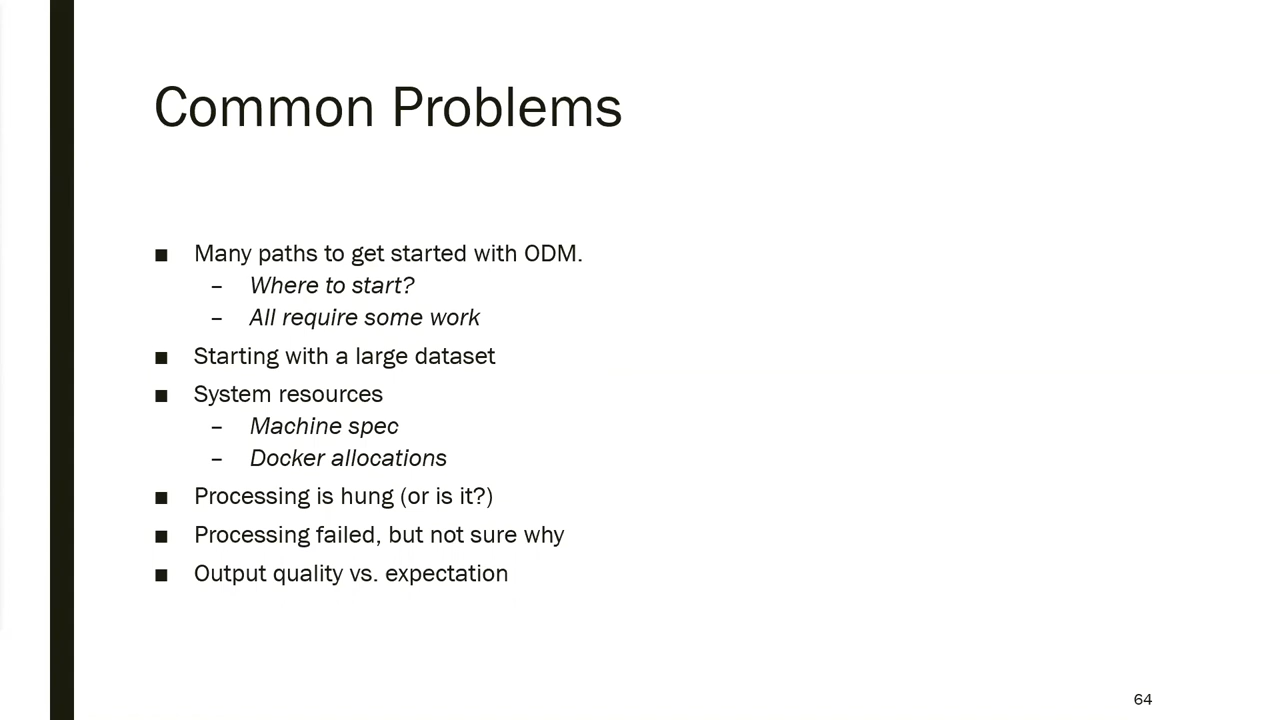 Common Problems
■ Many paths to get started with ODM.
– Where to start?
– All require some work
■ Starting with a large dataset
■ System resources
– Machine spec
– Docker allocations
■ Processing is hung (or is it?)
■ Processing failed, but not sure why
■ Output quality vs. expectation
64